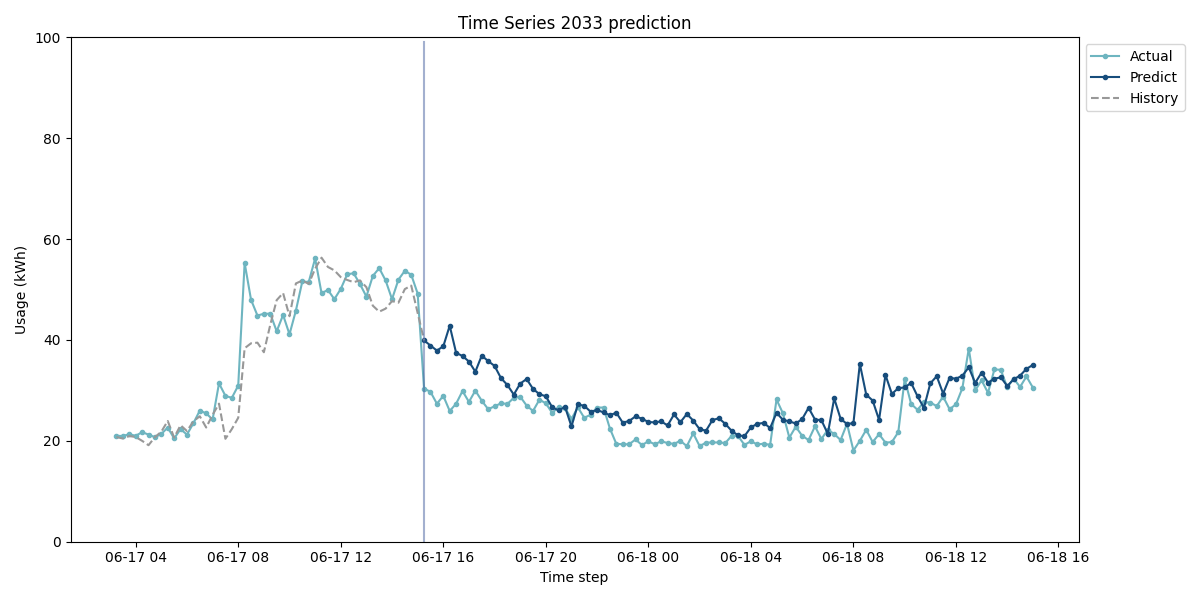 Time Series 2033 prediction
100
80
60
40
20
0
Usage (kWh)
06-17 04
06-17 08
06-17 12
06-17 16
06-17 20
06-18 00
06-18 04
06-18 08
06-18 12
06-18 16
Time step
Actual
Predict
History